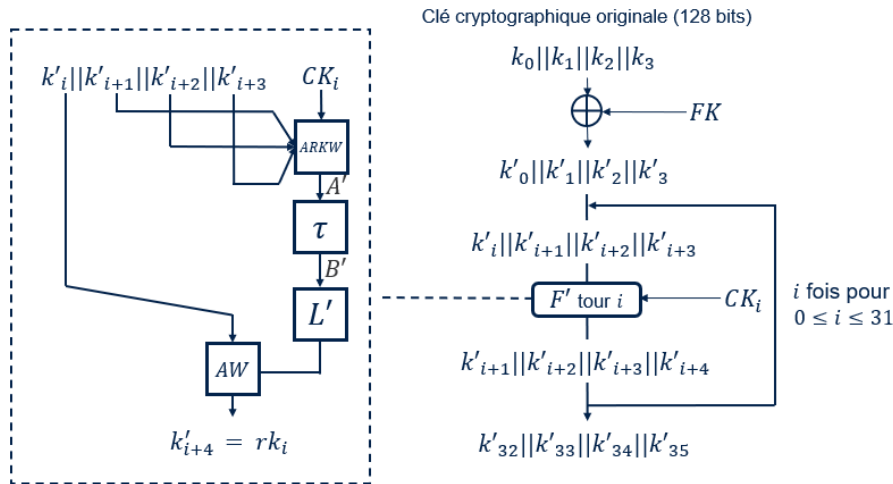 Clé cryptographique originale (128 bits)
k₀||k₁||k₂||k₃
FK
k'₀||k'₁||k'₂||k'₃
k'ᵢ||k'ᵢ₊₁||k'ᵢ₊₂||k'ᵢ₊₃
F' tour i
CKᵢ
i fois pour
0 ≤ i ≤ 31
k'ᵢ₊₁||k'ᵢ₊₂||k'ᵢ₊₃||k'ᵢ₊₄
k'₃₂||k'₃₃||k'₃₄||k'₃₅
k'ᵢ||k'ᵢ₊₁||k'ᵢ₊₂||k'ᵢ₊₃
CKᵢ
ARKW
A'
τ
B'
L'
AW
k'ᵢ₊₄ = rkᵢ